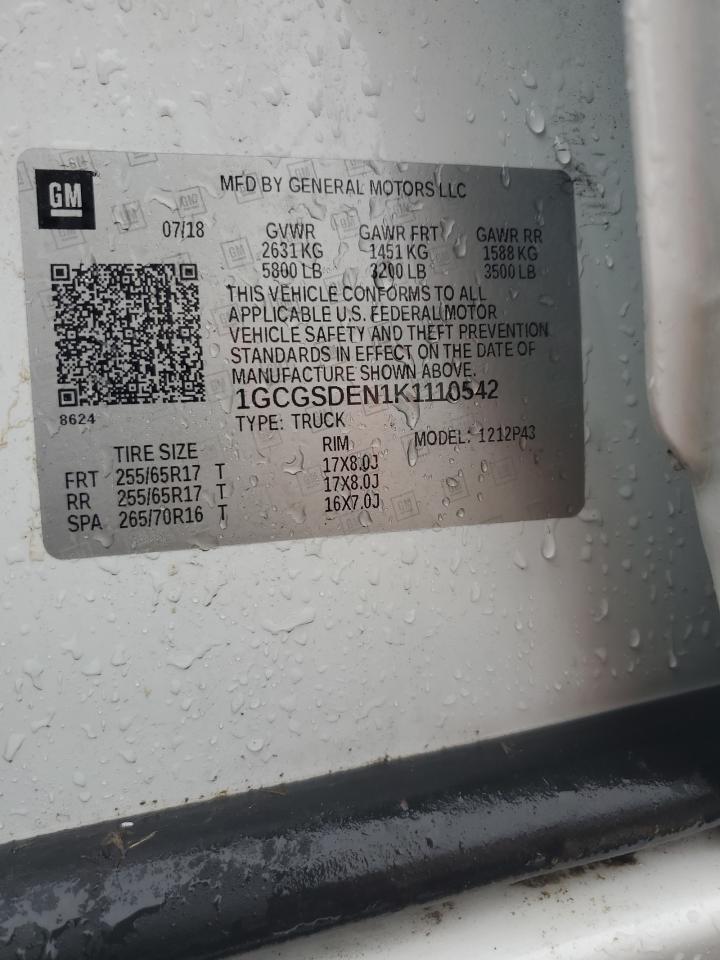 GM
MFD BY GENERAL MOTORS LLC
07/18 GVWR GAWR FRT GAWR RR
2631 KG 1451 KG 1588 KG
5800 LB 3200 LB 3500 LB
THIS VEHICLE CONFORMS TO ALL
APPLICABLE U.S. FEDERAL MOTOR
VEHICLE SAFETY AND THEFT PREVENTION
STANDARDS IN EFFECT ON THE DATE OF
MANUFACTURE SHOWN ABOVE.
8624
1GCGSDEN1K1110542
TYPE: TRUCK MODEL: 1212P43
TIRE SIZE RIM
FRT 255/65R17 T 17X8.0J
RR 255/65R17 T 17X8.0J
SPA 265/70R16 T 16X7.0J